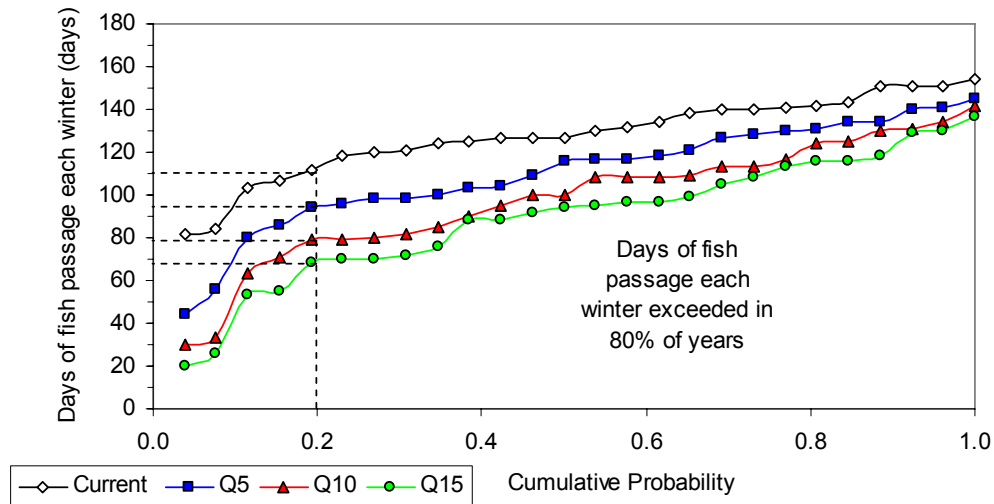 Days of fish passage each winter (days)
180
160
140
120
100
80
60
40
20
0
Days of fish
passage each
winter exceeded in
80% of years
0.0 0.2 0.4 0.6 0.8 1.0
Current Q5 Q10 Q15
Cumulative Probability